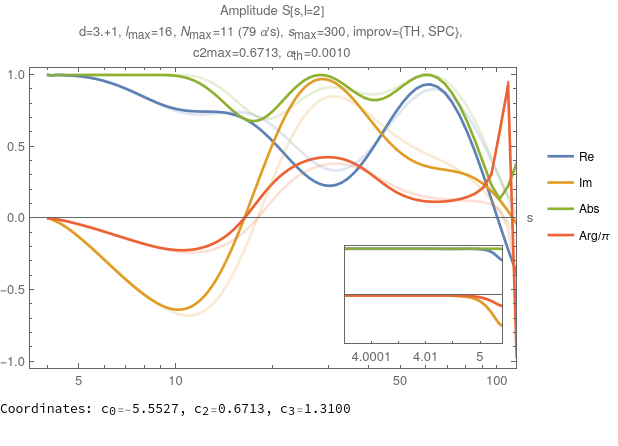 Amplitude S[s,l=2]
d=3.+1, lmax=16, Nmax=11 (79 α's), smax=300, improv={TH, SPC},
c2max=0.6713, αth=0.0010
1.0
0.5
0.0
-0.5
-1.0
5
10
50
100
s
4.0001
4.01
5
Re
Im
Abs
Arg/π
Coordinates: c0=-5.5527, c2=0.6713, c3=1.3100